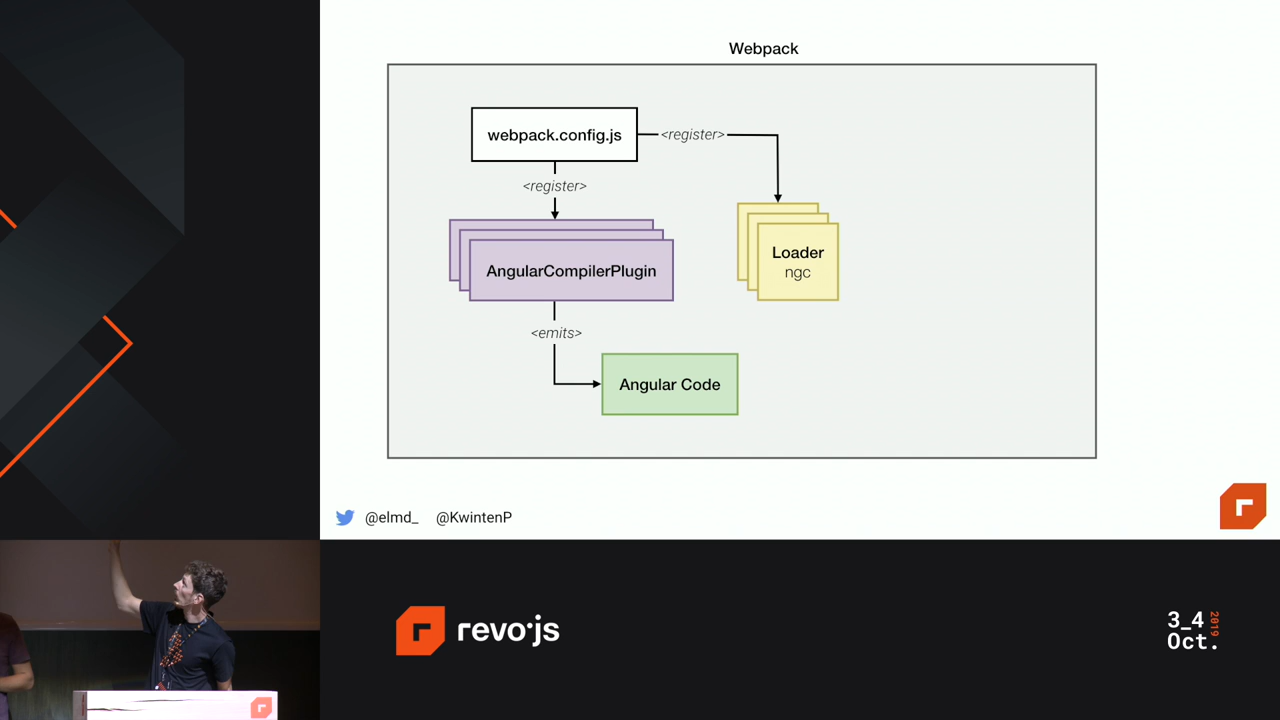 Webpack
webpack.config.js
<register>
<register>
AngularCompilerPlugin
Loader
ngc
<emits>
Angular Code
@elmd_ @KwintenP
revo·js
3_4
Oct.
2019